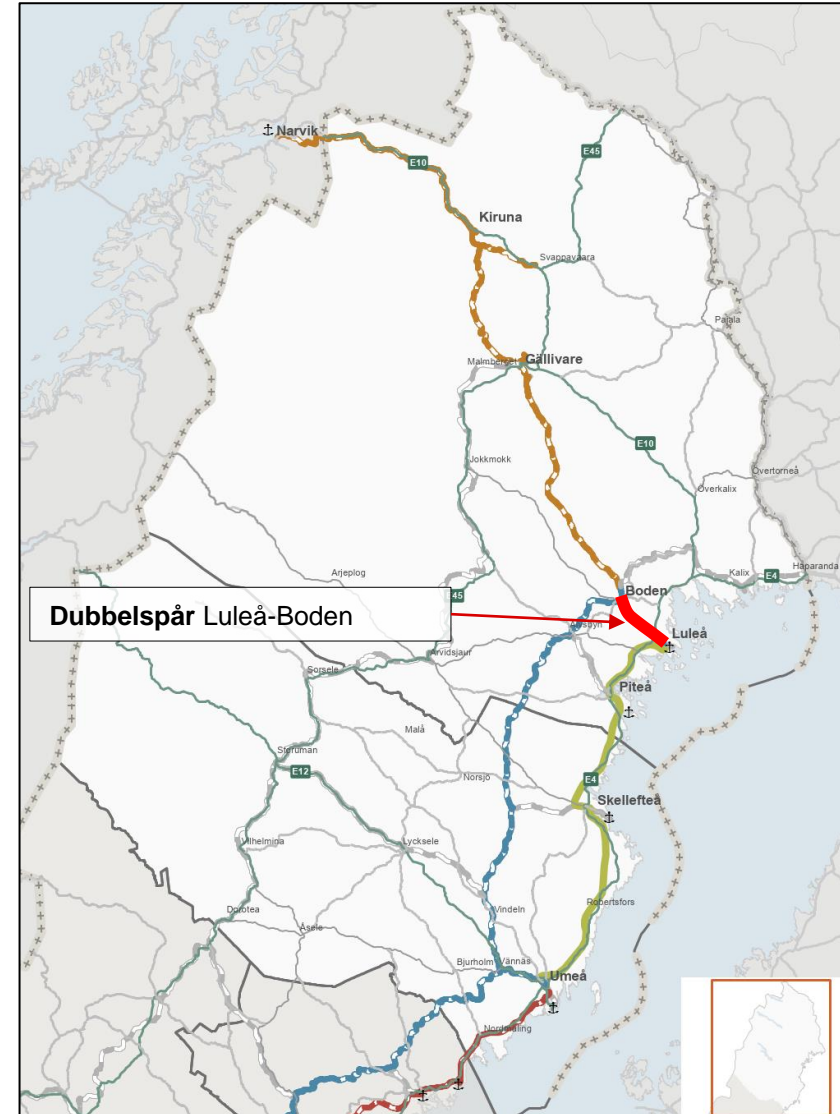 Narvik
E10
E45
Kiruna
Svappavaara
Pajala
Malmberget
Gällivare
E10
Jokkmokk
Övertorneå
Överkalix
Arjeplog
Kalix
E4
Haparanda
Boden
E45
Dubbelspår Luleå-Boden
Älvsbyn
Luleå
Arvidsjaur
Sorsele
Piteå
Malå
Storuman
E12
Norsjö
E4
Skellefteå
Vilhelmina
Lycksele
Robertsfors
Dorotea
Vindeln
Åsele
Bjurholm
Vännäs
Umeå
Nordmaling